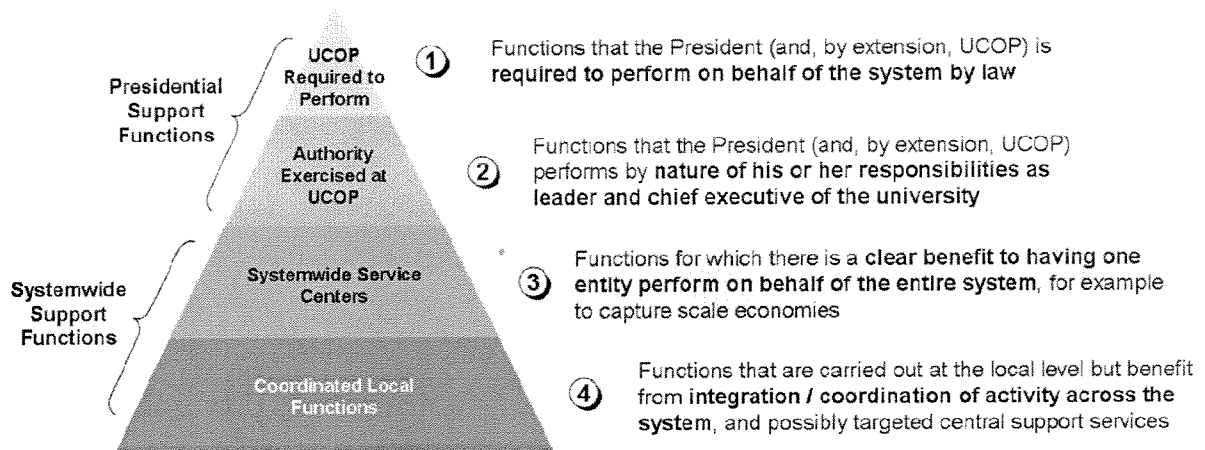 Presidential
Support
Functions
UCOP
Required to
Perform
1
Functions that the President (and, by extension, UCOP) is
required to perform on behalf of the system by law
Authority
Exercised at
UCOP
2
Functions that the President (and, by extension, UCOP)
performs by nature of his or her responsibilities as
leader and chief executive of the university
Systemwide
Support
Functions
Systemwide Service
Centers
3
Functions for which there is a clear benefit to having one
entity perform on behalf of the entire system, for example
to capture scale economies
Coordinated Local
Functions
4
Functions that are carried out at the local level but benefit
from integration / coordination of activity across the
system, and possibly targeted central support services